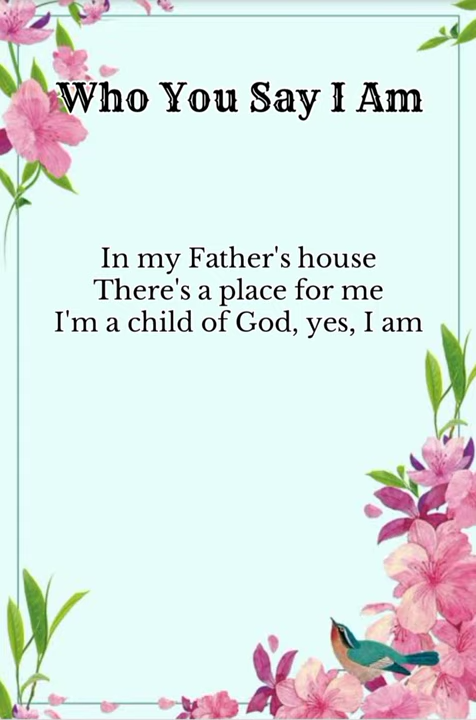 Who You Say I Am
In my Father's house
There's a place for me
I'm a child of God, yes, I am